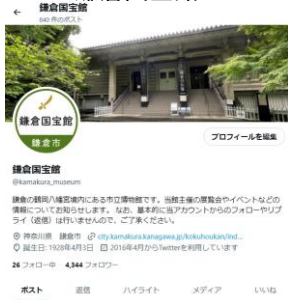 鎌倉国宝館
840 件のポスト
鎌倉国宝館
鎌倉市
プロフィールを編集
鎌倉国宝館
@kamakura_museum
鎌倉の鶴岡八幡宮境内にある市立博物館です。当館主催の展覧会やイベントなどの
情報についてお知らせします。なお、基本的に当アカウントからのフォローやリプ
ライ（返信）は行いませんので、ご了承ください。
神奈川県 鎌倉市 city.kamakura.kanagawa.jp/kokuhoukan/ind...
誕生日: 1928年4月3日 2016年4月からTwitterを利用しています
26 フォロー中 4,344 フォロワー
ポスト 返信 ハイライト メディア いいね